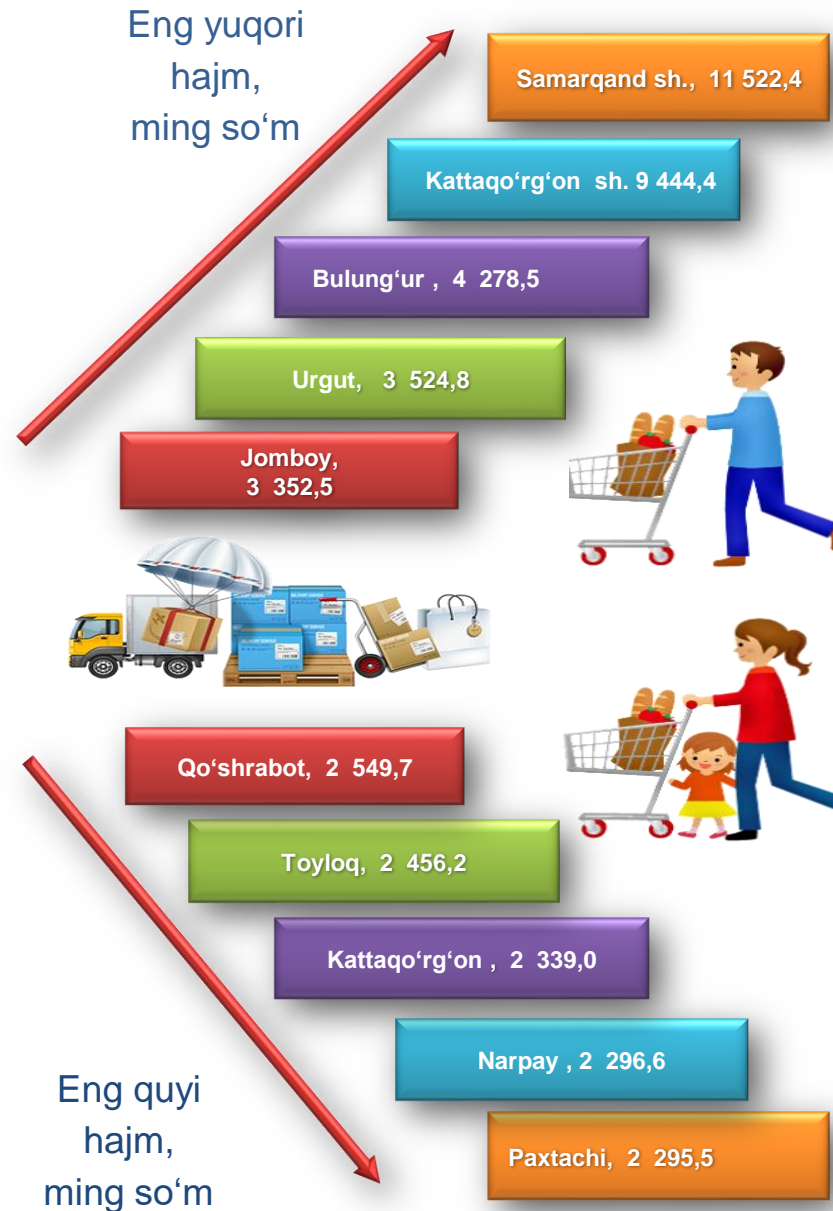 Eng yuqori
hajm,
ming so‘m
Samarqand sh., 11 522,4
Kattaqo‘rg‘on sh. 9 444,4
Bulung‘ur , 4 278,5
Urgut, 3 524,8
Jomboy,
3 352,5
Qo‘shrabot, 2 549,7
Toyloq, 2 456,2
Kattaqo‘rg‘on , 2 339,0
Narpay , 2 296,6
Paxtachi, 2 295,5
Eng quyi
hajm,
ming so‘m